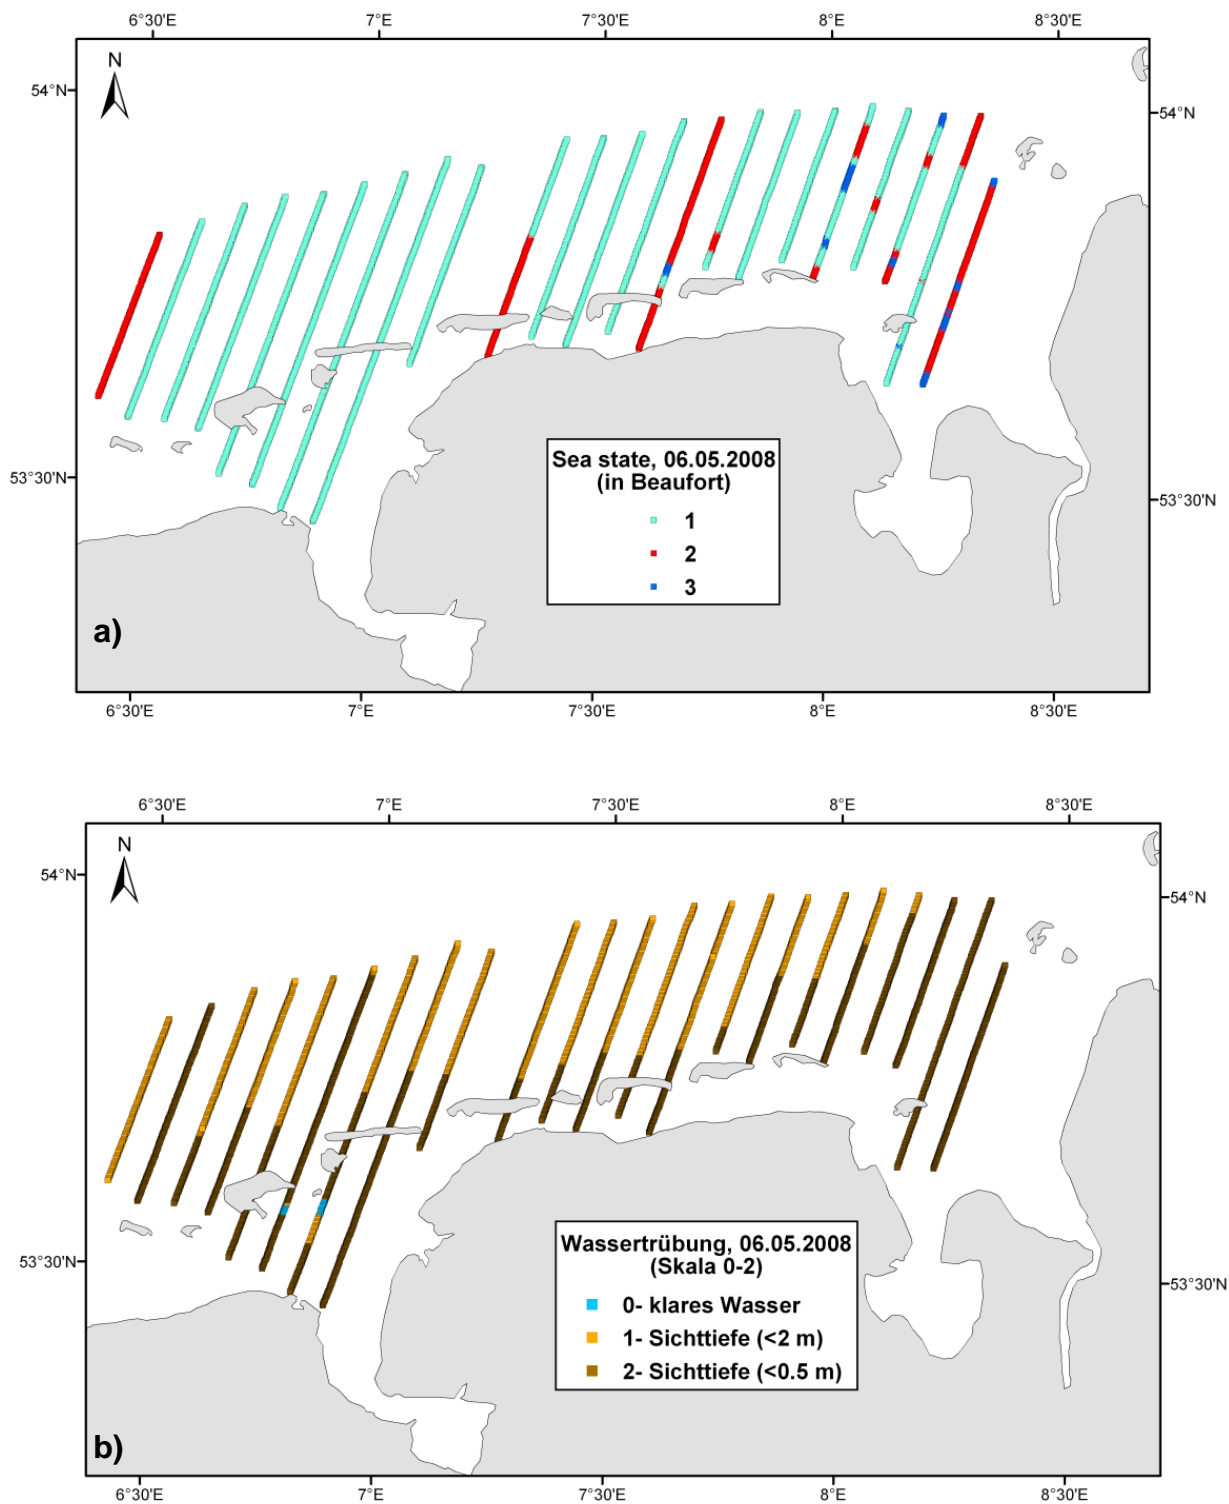 6°30'E 7°E 7°30'E 8°E 8°30'E
N
54°N
54°N
53°30'N
53°30'N
Sea state, 06.05.2008
(in Beaufort)
1
2
3
a)
6°30'E 7°E 7°30'E 8°E 8°30'E
6°30'E 7°E 7°30'E 8°E 8°30'E
N
54°N
54°N
53°30'N
53°30'N
Wassertrübung, 06.05.2008
(Skala 0-2)
0- klares Wasser
1- Sichttiefe (<2 m)
2- Sichttiefe (<0.5 m)
b)
6°30'E 7°E 7°30'E 8°E 8°30'E